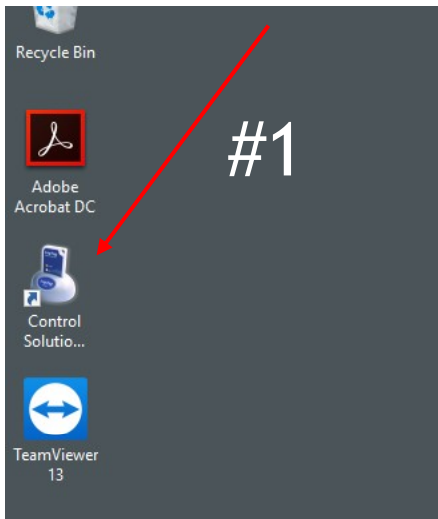 Recycle Bin
#1
Adobe
Acrobat DC
Control
Solutio...
TeamViewer
13